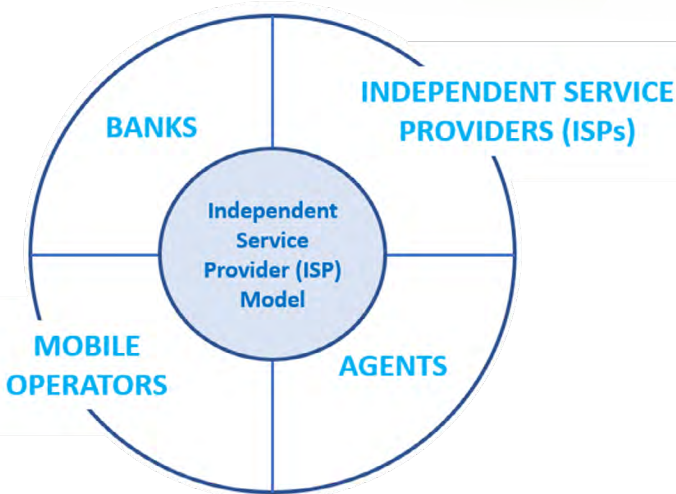 BANKS
INDEPENDENT SERVICE
PROVIDERS (ISPs)
Independent
Service
Provider (ISP)
Model
MOBILE
OPERATORS
AGENTS